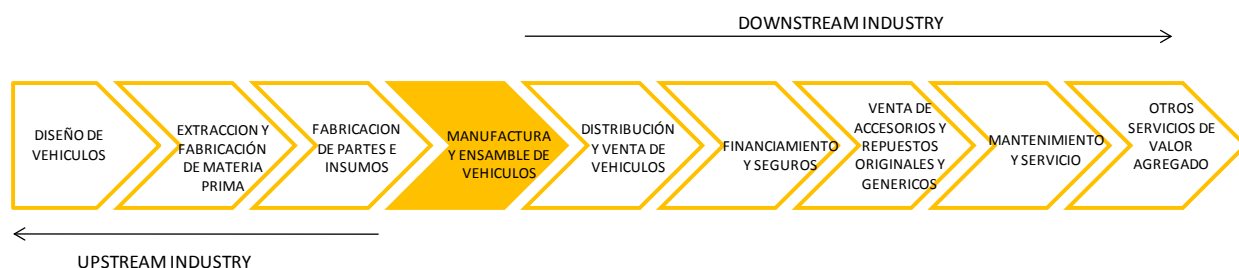 DOWNSTREAM INDUSTRY
DISEÑO DE
VEHICULOS
EXTRACCION Y
FABRICACIÓN
DE MATERIA
PRIMA
FABRICACION
DE PARTES E
INSUMOS
MANUFACTURA
Y ENSAMBLE DE
VEHICULOS
DISTRIBUCIÓN
Y VENTA DE
VEHICULOS
FINANCIAMIENTO
Y SEGUROS
VENTA DE
ACCESORIOS Y
REPUESTOS
ORIGINALES Y
GENERICOS
MANTENIMIENTO
Y SERVICIO
OTROS
SERVICIOS DE
VALOR
AGREGADO
UPSTREAM INDUSTRY